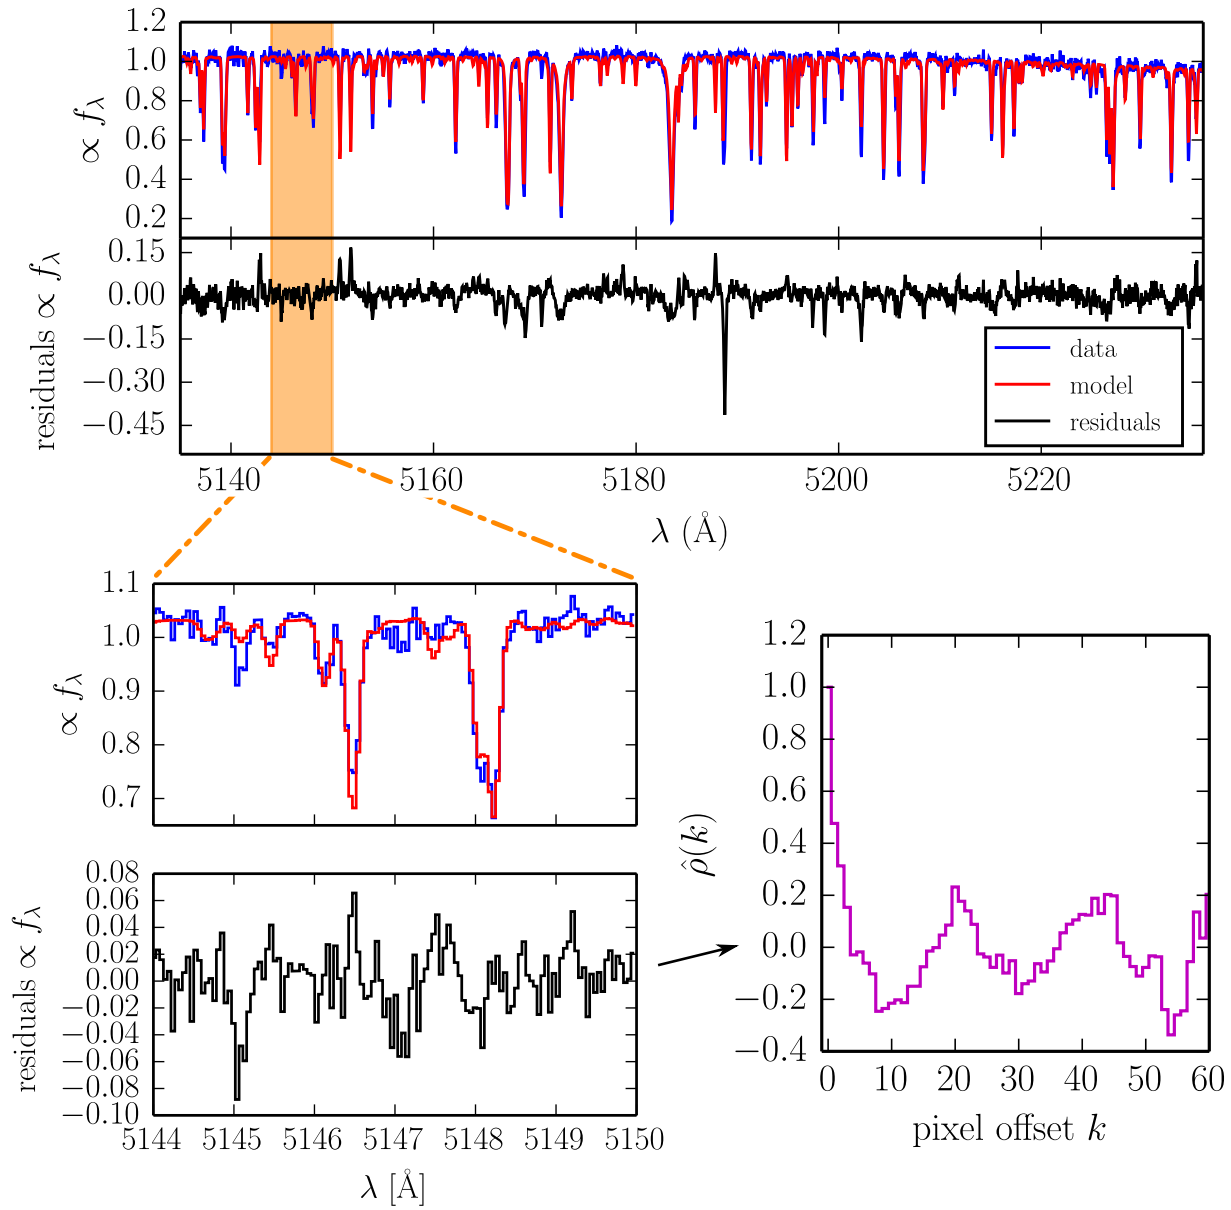 1.2
1.0
0.8
0.6
0.4
0.2
∝ f_λ
0.15
0.00
−0.15
−0.30
−0.45
residuals ∝ f_λ
data
model
residuals
5140 5160 5180 5200 5220
λ (Å)
1.1
1.0
0.9
0.8
0.7
∝ f_λ
0.08
0.06
0.04
0.02
0.00
−0.02
−0.04
−0.06
−0.08
−0.10
residuals ∝ f_λ
5144 5145 5146 5147 5148 5149 5150
λ [Å]
1.2
1.0
0.8
0.6
0.4
0.2
0.0
−0.2
−0.4
ρ̂(k)
0 10 20 30 40 50 60
pixel offset k